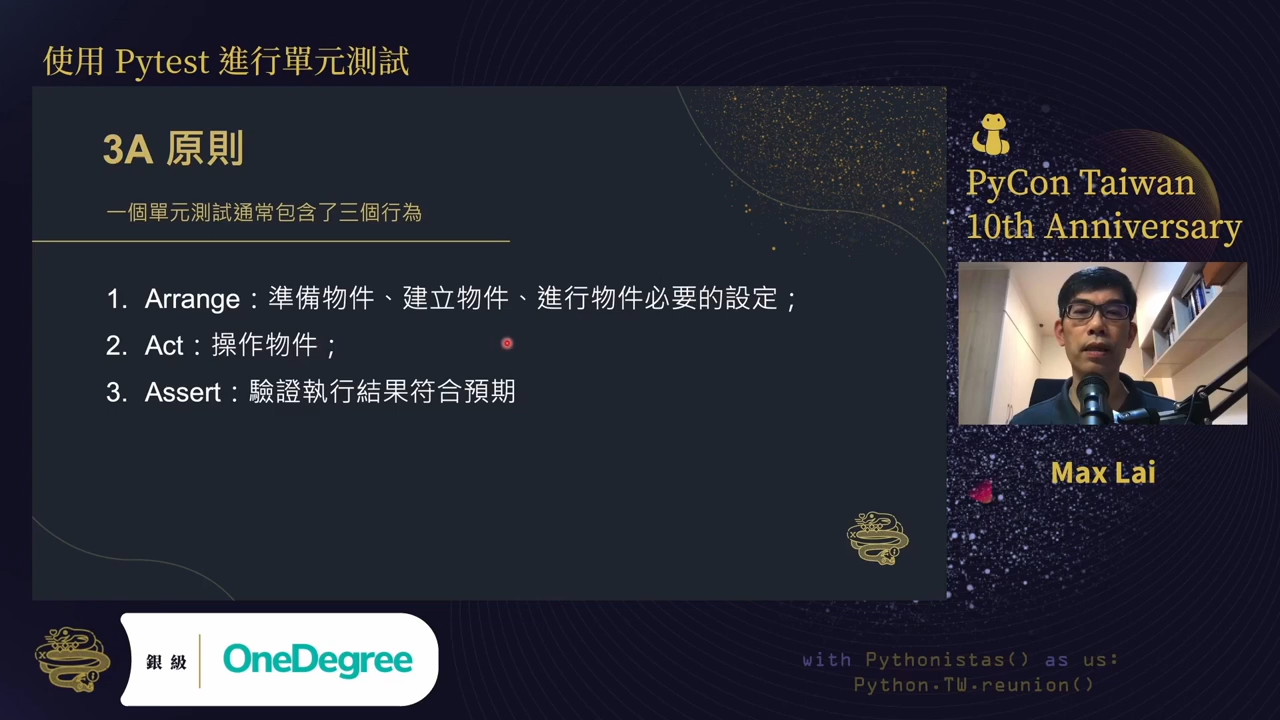 使用 Pytest 進行單元測試
3A 原則
一個單元測試通常包含了三個行為
1. Arrange：準備物件、建立物件、進行物件必要的設定；
2. Act：操作物件；
3. Assert：驗證執行結果符合預期
PyCon Taiwan
10th Anniversary
Max Lai
銀級
OneDegree
with Pythonistas() as us:
Python.TW.reunion()